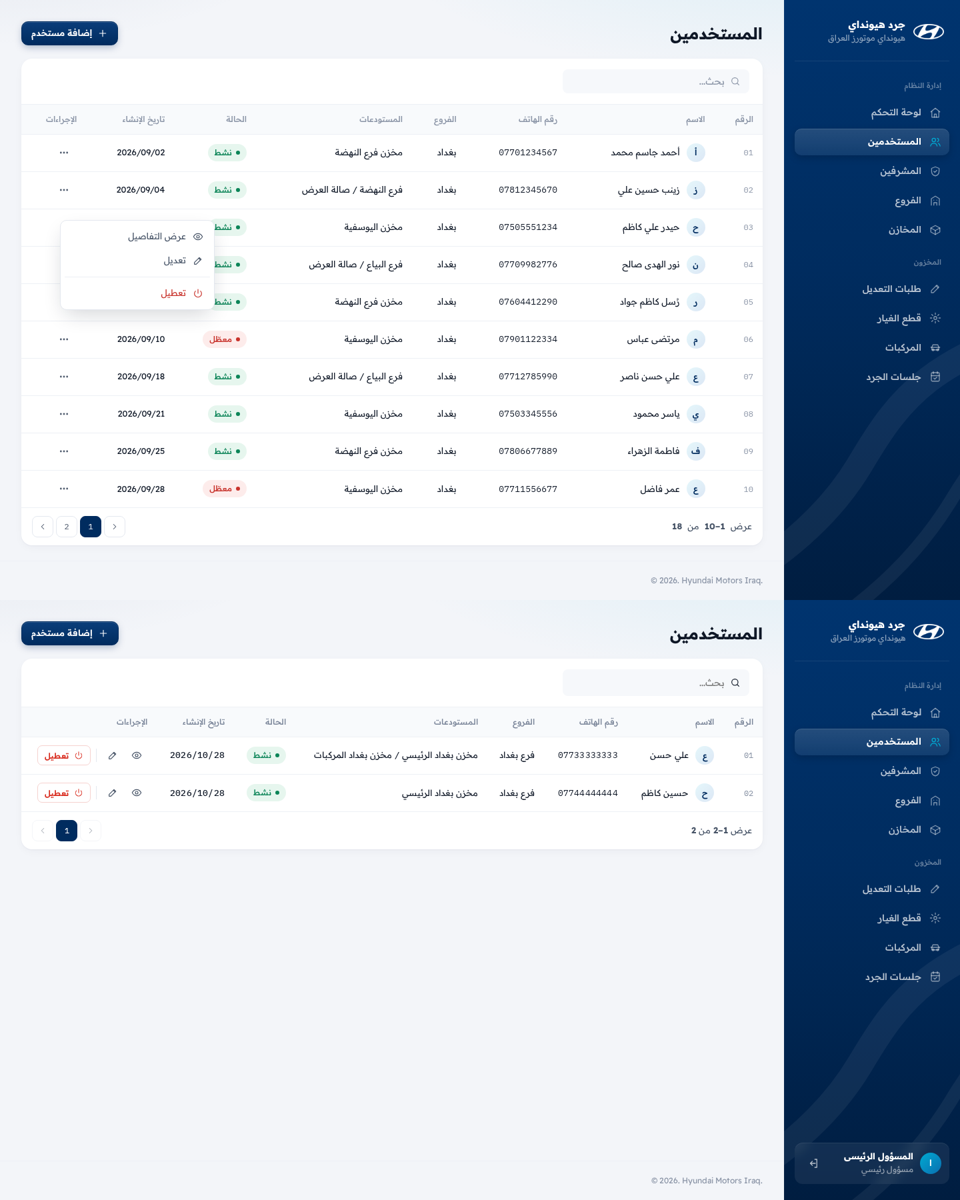 جرد هيونداي
هيونداي موتورز العراق
إدارة النظام
لوحة التحكم
المستخدمين
المشرفين
الفروع
المخازن
المخزون
طلبات التعديل
قطع الغيار
المركبات
جلسات الجرد
المستخدمين
إضافة مستخدم
بحث...
الرقم الاسم رقم الهاتف الفروع المستودعات الحالة تاريخ الإنشاء الإجراءات
01 أ أحمد جاسم محمد 07701234567 بغداد مخزن فرع النهضة نشط 2026/09/02
02 ز زينب حسين علي 07812345670 بغداد فرع النهضة / صالة العرض نشط 2026/09/04
03 ح حيدر علي كاظم 07505551234 بغداد مخزن اليوسفية نشط
04 ن نور الهدى صالح 07709982776 بغداد فرع البياع / صالة العرض نشط
05 ر رُسل كاظم جواد 07604412290 بغداد مخزن فرع النهضة نشط
عرض التفاصيل
تعديل
تعطيل
06 م مرتضى عباس 07901122334 بغداد مخزن اليوسفية معطل 2026/09/10
07 ع علي حسن ناصر 07712785990 بغداد فرع البياع / صالة العرض نشط 2026/09/18
08 ي ياسر محمود 07503345556 بغداد مخزن اليوسفية نشط 2026/09/21
09 ف فاطمة الزهراء 07806677889 بغداد مخزن فرع النهضة نشط 2026/09/25
10 ع عمر فاضل 07711556677 بغداد مخزن اليوسفية معطل 2026/09/28
عرض 1–10 من 18
1 2
© 2026. Hyundai Motors Iraq.
جرد هيونداي
هيونداي موتورز العراق
إدارة النظام
لوحة التحكم
المستخدمين
المشرفين
الفروع
المخازن
المخزون
طلبات التعديل
قطع الغيار
المركبات
جلسات الجرد
ا المسؤول الرئيسي
مسؤول رئيسي
المستخدمين
إضافة مستخدم
بحث...
الرقم الاسم رقم الهاتف الفروع المستودعات الحالة تاريخ الإنشاء الإجراءات
01 ع علي حسن 07733333333 فرع بغداد مخزن بغداد الرئيسي / مخزن بغداد المركبات نشط 2026/10/28 تعطيل
02 ح حسين كاظم 07744444444 فرع بغداد مخزن بغداد الرئيسي نشط 2026/10/28 تعطيل
عرض 1–2 من 2
1
© 2026. Hyundai Motors Iraq.